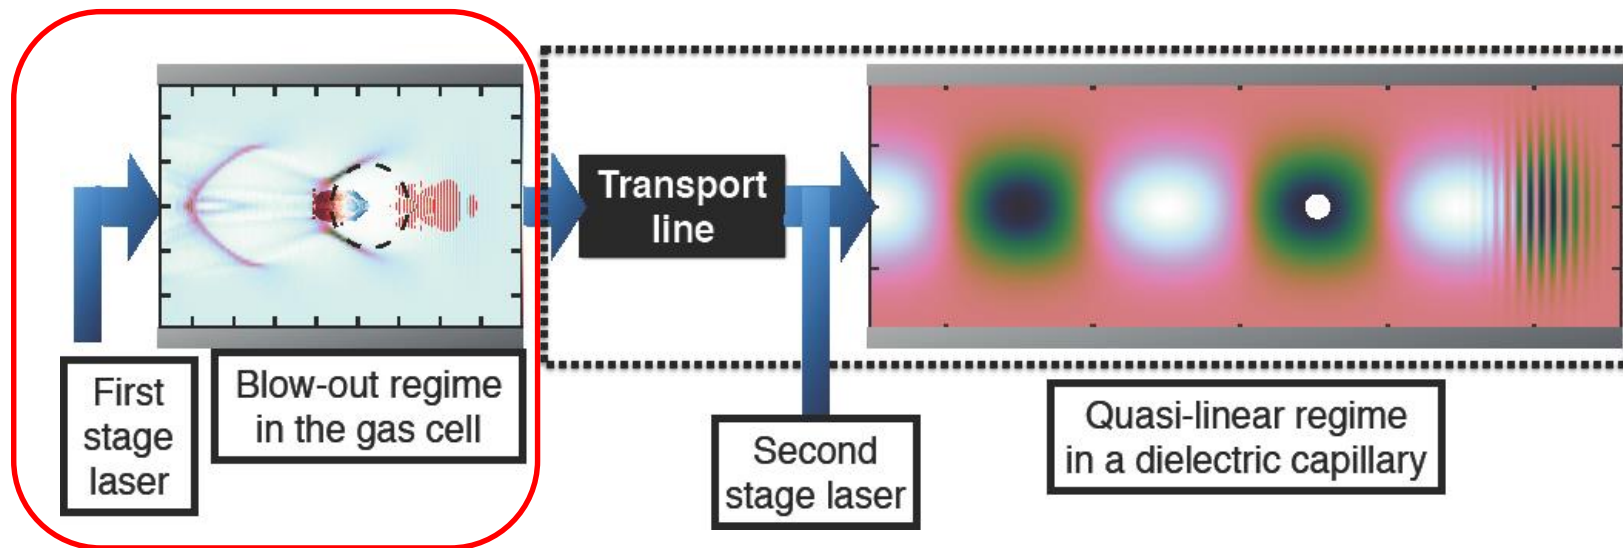 First
stage
laser
Blow-out regime
in the gas cell
Transport
line
Second
stage laser
Quasi-linear regime
in a dielectric capillary